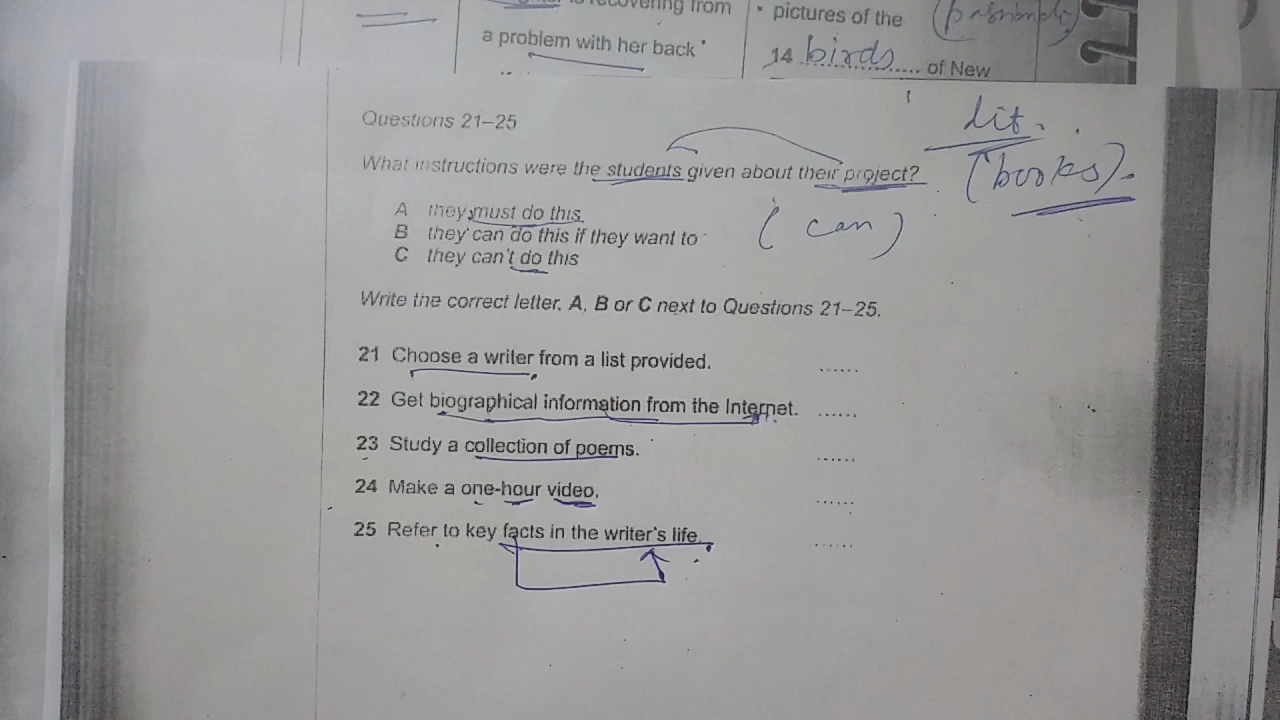 is recovering from
a problem with her back
• pictures of the
14 birds of New
lit.
(books).
Questions 21–25
What instructions were the students given about their project?
A they must do this
B they can do this if they want to
C they can't do this
(can)
Write the correct letter, A, B or C next to Questions 21–25.
21 Choose a writer from a list provided. ......
22 Get biographical information from the Internet. ......
23 Study a collection of poems. ......
24 Make a one-hour video. ......
25 Refer to key facts in the writer's life. ......